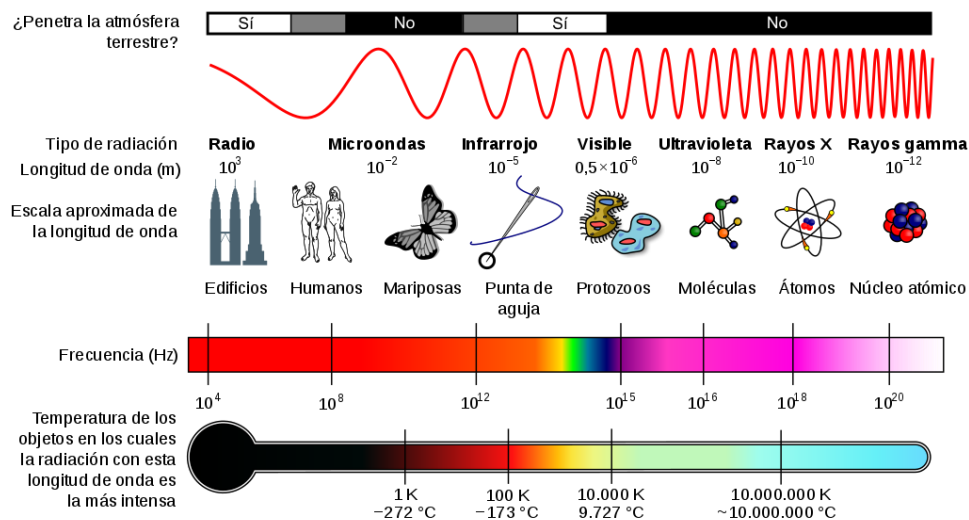 ¿Penetra la atmósfera
terrestre?
Sí No Sí No
Tipo de radiación Radio Microondas Infrarrojo Visible Ultravioleta Rayos X Rayos gamma
Longitud de onda (m) 10³ 10⁻² 10⁻⁵ 0,5×10⁻⁶ 10⁻⁸ 10⁻¹⁰ 10⁻¹²
Escala aproximada de
la longitud de onda
Edificios Humanos Mariposas Punta de aguja Protozoos Moléculas Átomos Núcleo atómico
Frecuencia (Hz)
10⁴ 10⁸ 10¹² 10¹⁵ 10¹⁶ 10¹⁸ 10²⁰
Temperatura de los
objetos en los cuales
la radiación con esta
longitud de onda es
la más intensa
1 K 100 K 10.000 K 10.000.000 K
−272 °C −173 °C 9.727 °C ~10.000.000 °C